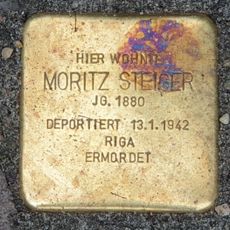 HIER WOHNTE
MORITZ STEIGER
JG. 1880
DEPORTIERT 13.1.1942
RIGA
ERMORDET